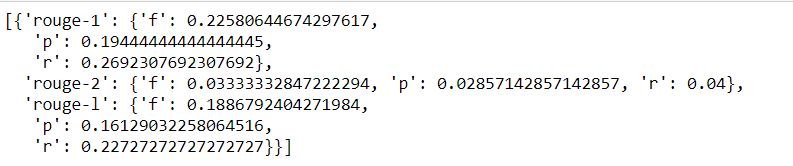 [{'rouge-1': {'f': 0.22580644674297617,
'p': 0.19444444444444445,
'r': 0.2692307692307692},
'rouge-2': {'f': 0.03333332847222294, 'p': 0.02857142857142857, 'r': 0.04},
'rouge-l': {'f': 0.1886792404271984,
'p': 0.16129032258064516,
'r': 0.22727272727272727}}]